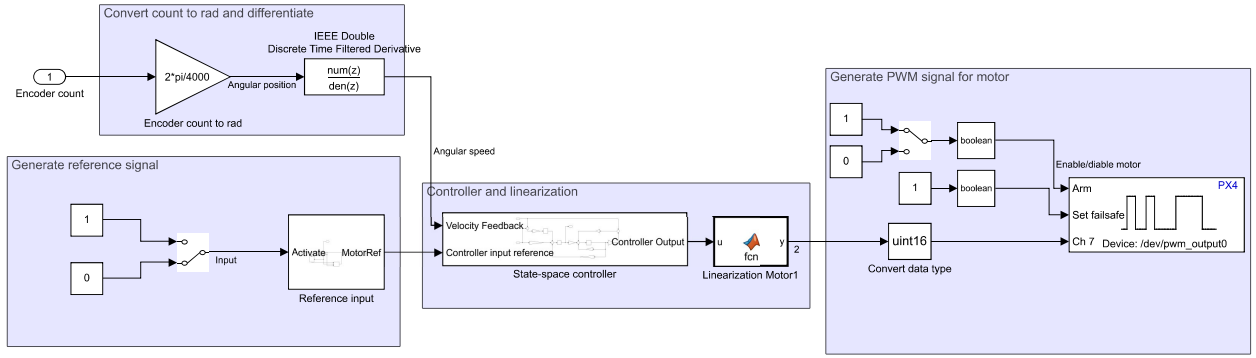 Convert count to rad and differentiate
IEEE Double
Discrete Time Filtered Derivative
1
Encoder count
2*pi/4000
Encoder count to rad
Angular position
num(z)
den(z)
Angular speed
Generate reference signal
1
0
Input
Activate
MotorRef
Reference input
Controller and linearization
Velocity Feedback
Controller input reference
Controller Output
State-space controller
u
fcn
y
Linearization Motor1
2
Generate PWM signal for motor
1
0
boolean
Enable/diable motor
1
boolean
uint16
Convert data type
PX4
Arm
Set failsafe
Ch 7
Device: /dev/pwm_output0